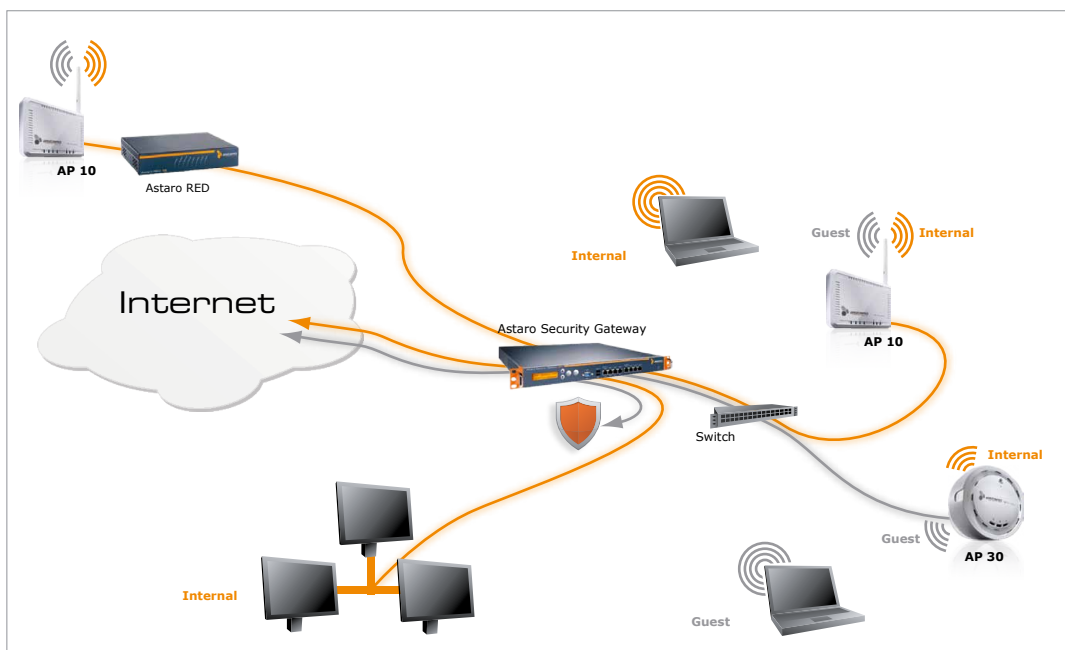 AP 10
Astaro RED
Internet
Internal
Guest
Internal
AP 10
Astaro Security Gateway
Switch
Internal
Guest
AP 30
Internal
Guest